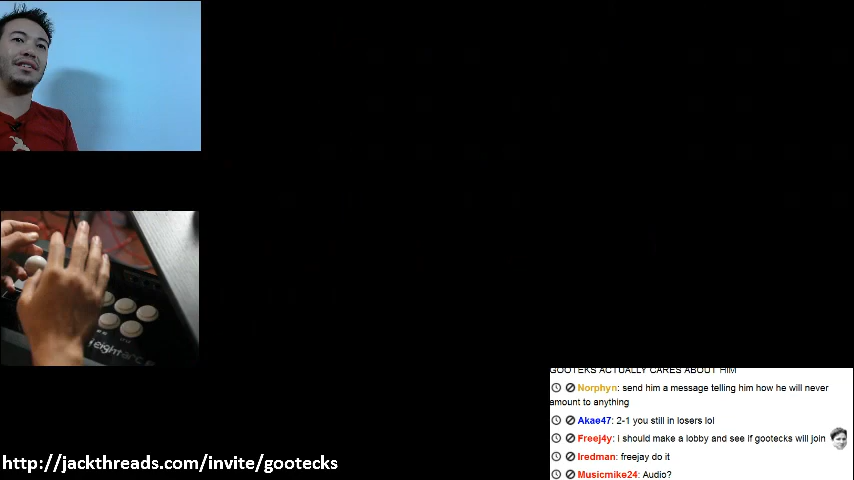 eightarc
GOOTEKS ACTUALLY CARES ABOUT HIM
Norphyn: send him a message telling him how he will never
amount to anything
Akae47: 2-1 you still in losers lol
Freej4y: I should make a lobby and see if gootecks will join
Iredman: freejay do it
Musicmike24: Audio?
http://jackthreads.com/invite/gootecks